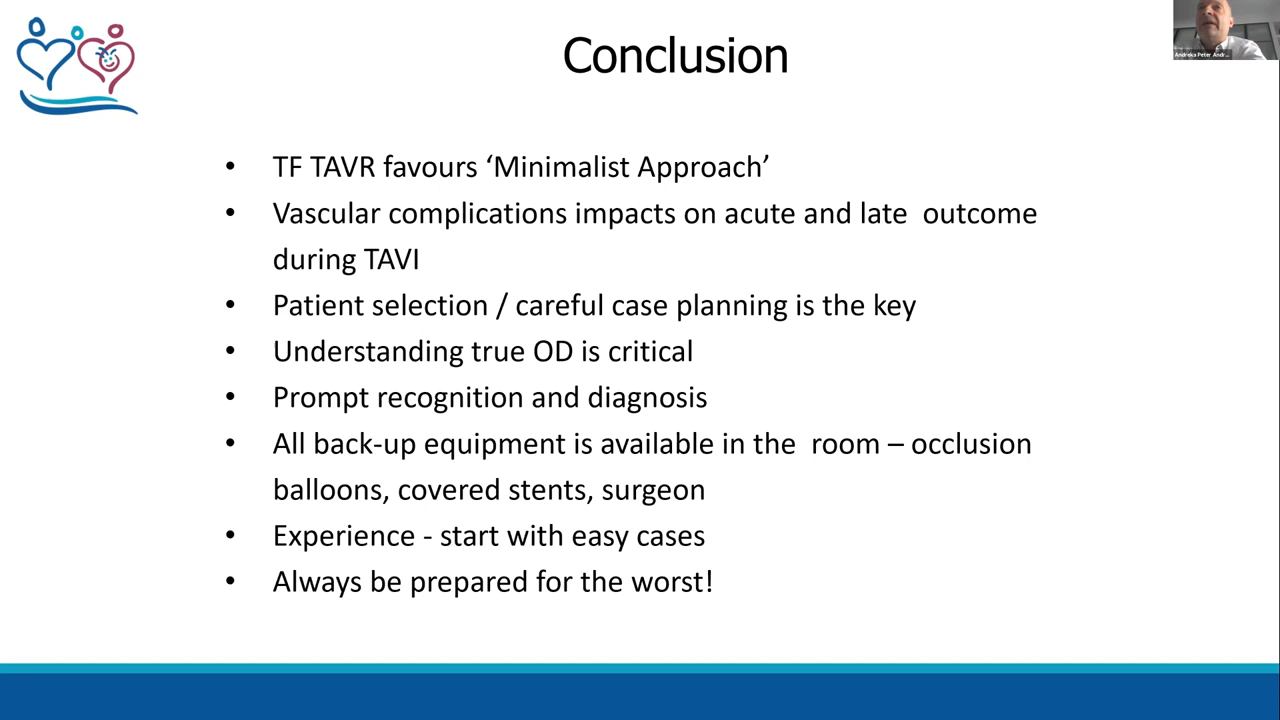 Conclusion
Andréka Péter Andr...
• TF TAVR favours ‘Minimalist Approach’
• Vascular complications impacts on acute and late  outcome
during TAVI
• Patient selection / careful case planning is the key
• Understanding true OD is critical
• Prompt recognition and diagnosis
• All back-up equipment is available in the  room – occlusion
balloons, covered stents, surgeon
• Experience - start with easy cases
• Always be prepared for the worst!